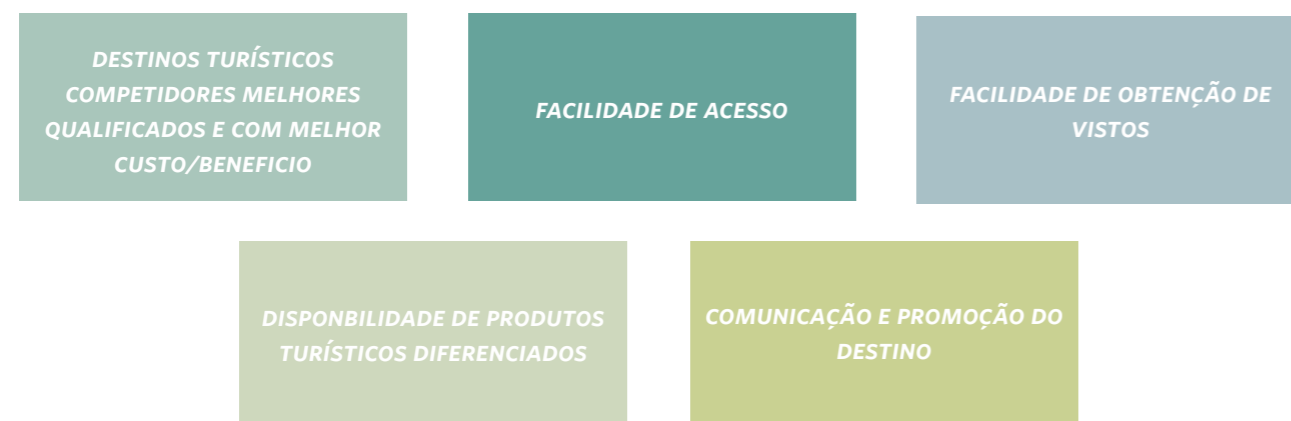 DESTINOS TURÍSTICOS
COMPETIDORES MELHORES
QUALIFICADOS E COM MELHOR
CUSTO/BENEFICIO
FACILIDADE DE ACESSO
FACILIDADE DE OBTENÇÃO DE
VISTOS
DISPONBILIDADE DE PRODUTOS
TURÍSTICOS DIFERENCIADOS
COMUNICAÇÃO E PROMOÇÃO DO
DESTINO